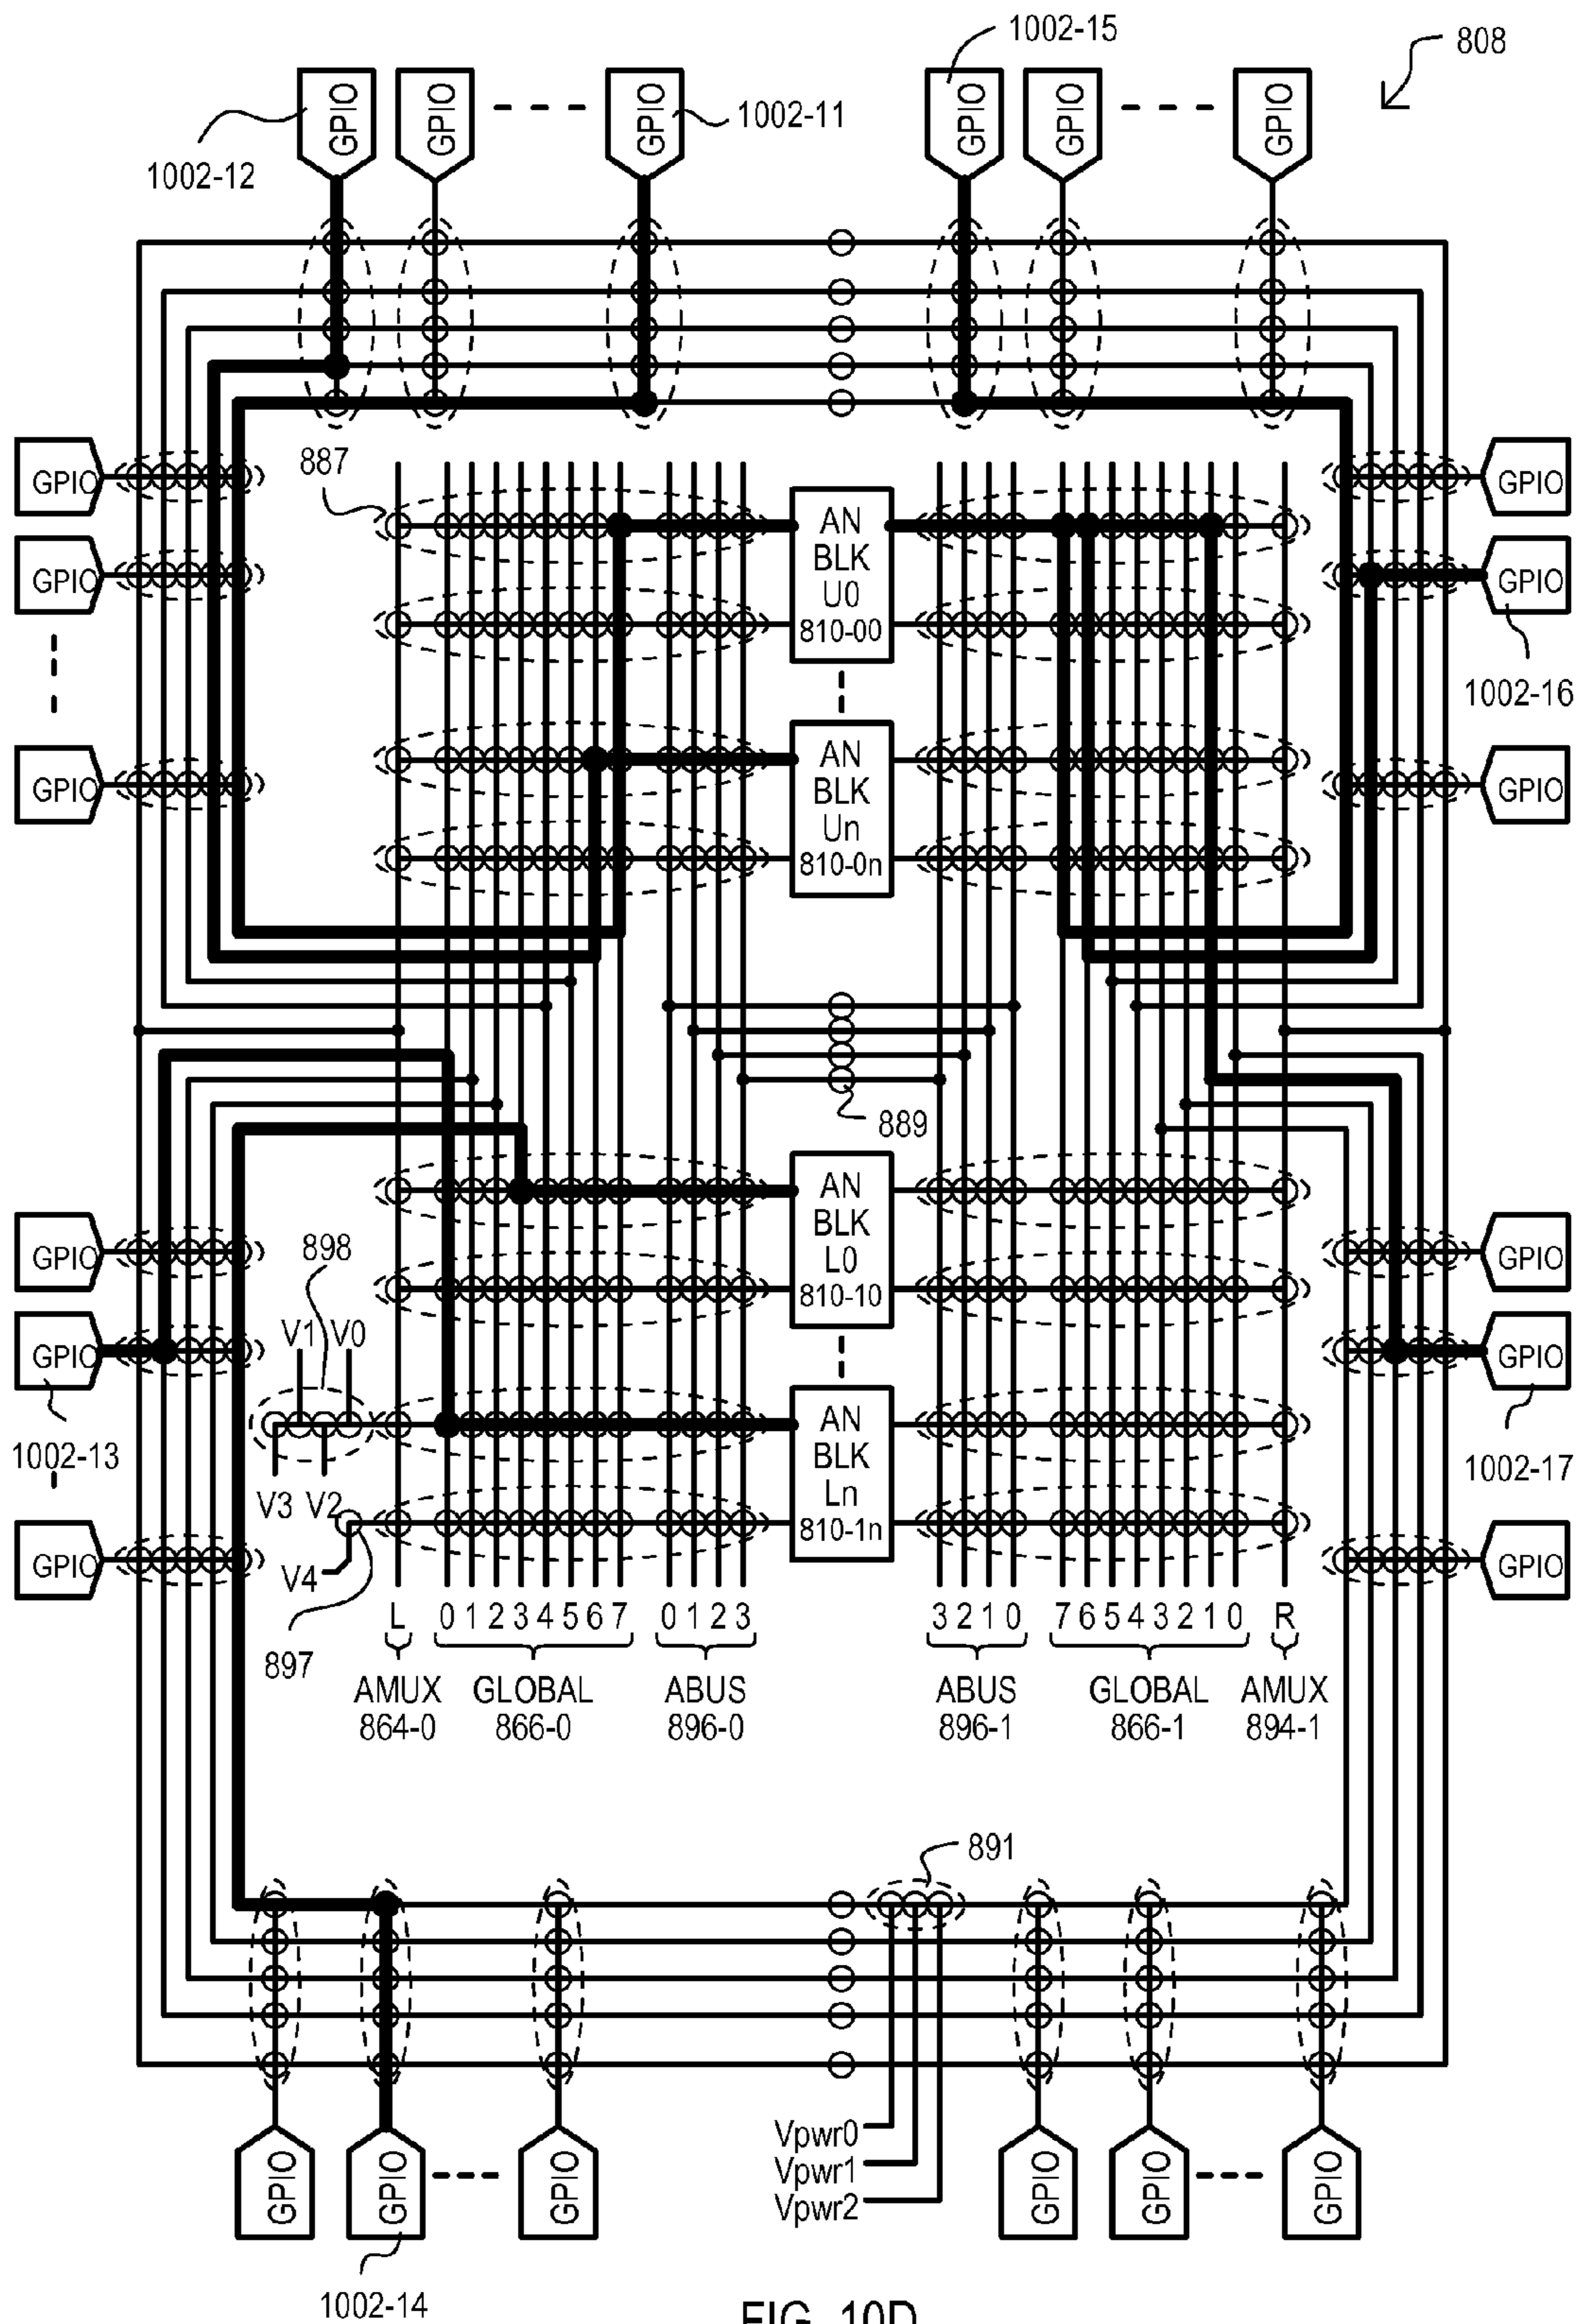 1002-15
808
GPIO GPIO GPIO GPIO GPIO GPIO
1002-12
1002-11
887
GPIO
GPIO
GPIO
GPIO
GPIO
GPIO
1002-16
AN
BLK
U0
810-00
AN
BLK
Un
810-0n
889
AN
BLK
L0
810-10
AN
BLK
Ln
810-1n
GPIO
GPIO
GPIO
GPIO
GPIO
GPIO
1002-13
1002-17
898
V1 V0
V3 V2
V4
897
L 0 1 2 3 4 5 6 7 0 1 2 3 3 2 1 0 7 6 5 4 3 2 1 0 R
AMUX GLOBAL ABUS ABUS GLOBAL AMUX
864-0 866-0 896-0 896-1 866-1 894-1
891
Vpwr0
Vpwr1
Vpwr2
GPIO GPIO GPIO GPIO GPIO GPIO
1002-14
FIG. 10D